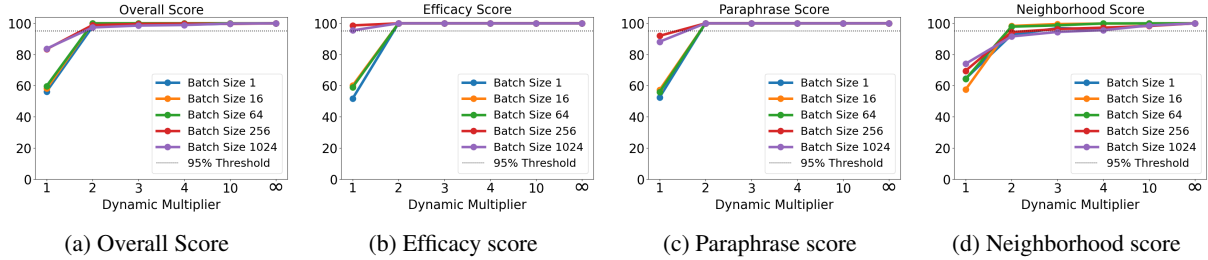 Overall Score
100
80
60
40
20
0
1 2 3 4 10 ∞
Dynamic Multiplier
Batch Size 1
Batch Size 16
Batch Size 64
Batch Size 256
Batch Size 1024
95% Threshold
(a) Overall Score
Efficacy Score
100
80
60
40
20
0
1 2 3 4 10 ∞
Dynamic Multiplier
Batch Size 1
Batch Size 16
Batch Size 64
Batch Size 256
Batch Size 1024
95% Threshold
(b) Efficacy score
Paraphrase Score
100
80
60
40
20
0
1 2 3 4 10 ∞
Dynamic Multiplier
Batch Size 1
Batch Size 16
Batch Size 64
Batch Size 256
Batch Size 1024
95% Threshold
(c) Paraphrase score
Neighborhood Score
100
80
60
40
20
0
1 2 3 4 10 ∞
Dynamic Multiplier
Batch Size 1
Batch Size 16
Batch Size 64
Batch Size 256
Batch Size 1024
95% Threshold
(d) Neighborhood score